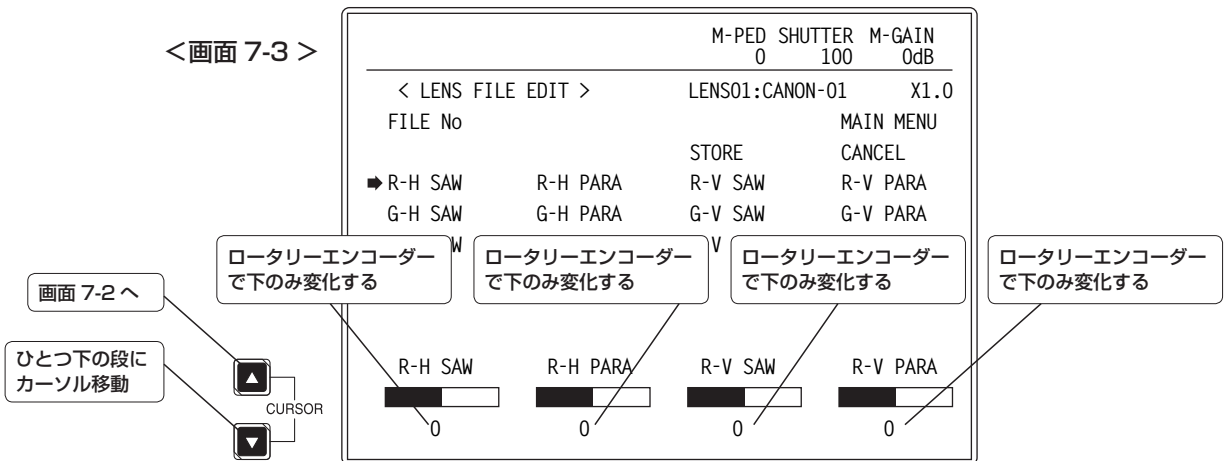 <画面 7-3 >
M-PED SHUTTER M-GAIN
0 100 0dB
< LENS FILE EDIT > LENS01:CANON-01 X1.0
FILE No MAIN MENU
STORE CANCEL
R-H SAW R-H PARA R-V SAW R-V PARA
G-H SAW G-H PARA G-V SAW G-V PARA
ロータリーエンコーダー
で下のみ変化する
ロータリーエンコーダー
で下のみ変化する
ロータリーエンコーダー
で下のみ変化する
ロータリーエンコーダー
で下のみ変化する
画面 7-2 へ
ひとつ下の段に
カーソル移動
CURSOR
R-H SAW R-H PARA R-V SAW R-V PARA
0 0 0 0